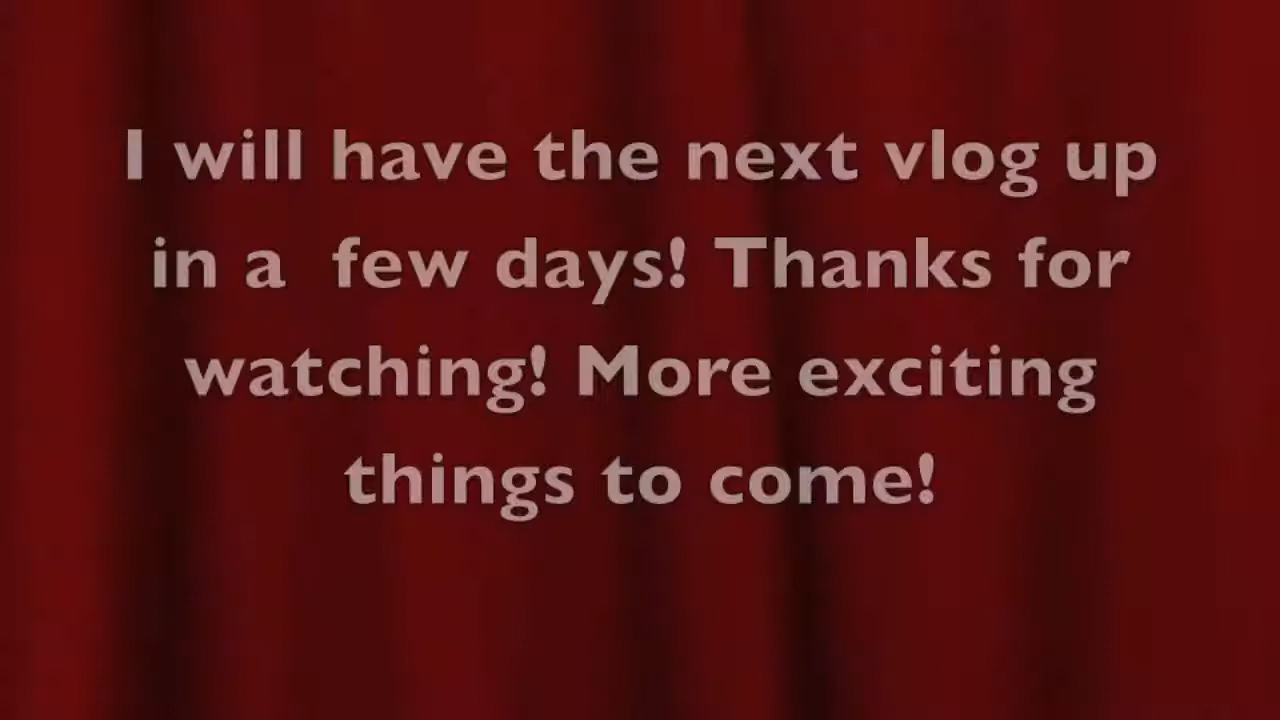 I will have the next vlog up
in a  few days! Thanks for
watching! More exciting
things to come!